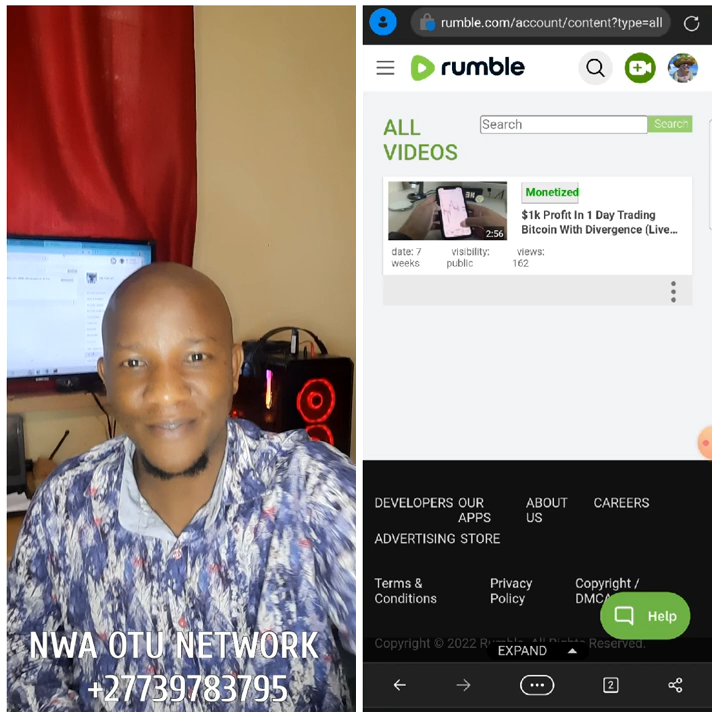 NWA OTU NETWORK
+27739783795
rumble.com/account/content?type=all
rumble
ALL
VIDEOS
Search
Search
Monetized
$1k Profit In 1 Day Trading
Bitcoin With Divergence (Live...
2:56
date: 7
weeks
visibility:
public
views:
162
DEVELOPERS
OUR
APPS
ABOUT
US
CAREERS
ADVERTISING
STORE
Terms &
Conditions
Privacy
Policy
Copyright /
DMCA
Help
Copyright © 2022 Rumble. All Rights Reserved.
EXPAND
2